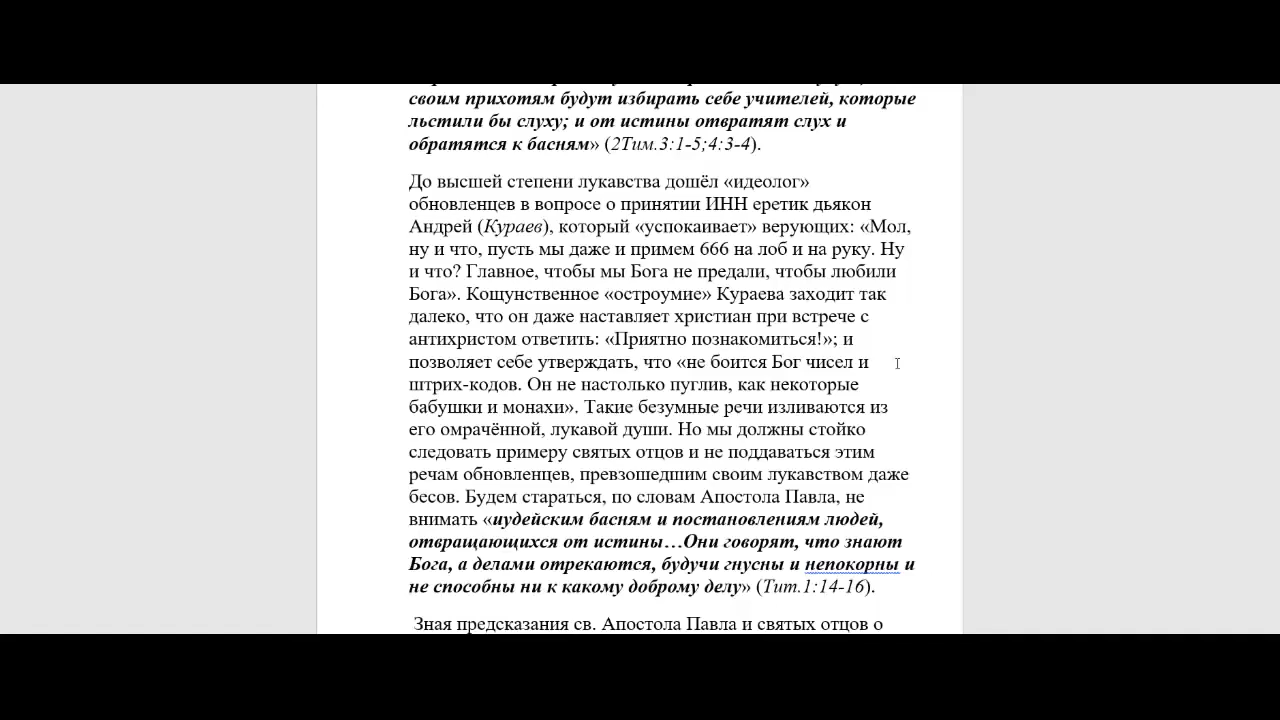 своим прихотям будут избирать себе учителей, которые
льстили бы слуху; и от истины отвратят слух и
обратятся к басням» (2Тим.3:1-5;4:3-4).
До высшей степени лукавства дошёл «идеолог»
обновленцев в вопросе о принятии ИНН еретик дьякон
Андрей (Кураев), который «успокаивает» верующих: «Мол,
ну и что, пусть мы даже и примем 666 на лоб и на руку. Ну
и что? Главное, чтобы мы Бога не предали, чтобы любили
Бога». Кощунственное «остроумие» Кураева заходит так
далеко, что он даже наставляет христиан при встрече с
антихристом ответить: «Приятно познакомиться!»; и
позволяет себе утверждать, что «не боится Бог чисел и
штрих-кодов. Он не настолько пуглив, как некоторые
бабушки и монахи». Такие безумные речи изливаются из
его омрачённой, лукавой души. Но мы должны стойко
следовать примеру святых отцов и не поддаваться этим
речам обновленцев, превзошедшим своим лукавством даже
бесов. Будем стараться, по словам Апостола Павла, не
внимать «иудейским басням и постановлениям людей,
отвращающихся от истины…Они говорят, что знают
Бога, а делами отрекаются, будучи гнусны и непокорны и
не способны ни к какому доброму делу» (Тит.1:14-16).
Зная предсказания св. Апостола Павла и святых отцов о